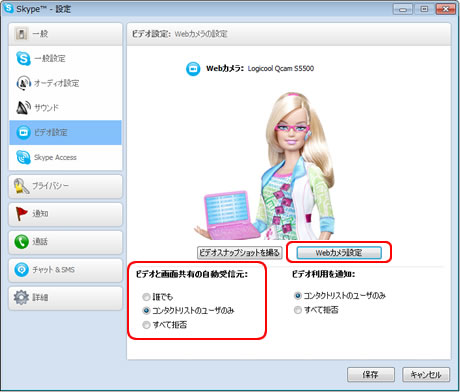 Skype™ - 設定
一般
一般設定
オーディオ設定
サウンド
ビデオ設定
Skype Access
プライバシー
通知
通話
チャット & SMS
詳細
ビデオ設定: Webカメラの設定
Webカメラ: Logicool Qcam S5500
ビデオスナップショットを撮る
Webカメラ設定
ビデオと画面共有の自動受信元:
誰でも
コンタクトリストのユーザのみ
すべて拒否
ビデオ利用を通知:
コンタクトリストのユーザのみ
すべて拒否
保存
キャンセル